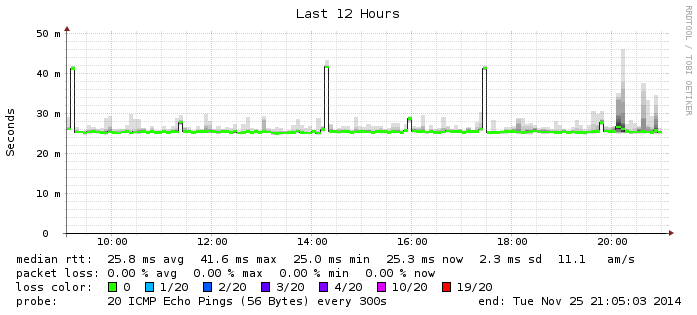 Last 12 Hours
RRDTOOL / TOBI OETIKER
Seconds
50 m
40 m
30 m
20 m
10 m
0
10:00 12:00 14:00 16:00 18:00 20:00
median rtt: 25.8 ms avg 41.6 ms max 25.0 ms min 25.3 ms now 2.3 ms sd 11.1 am/s
packet loss: 0.00 % avg 0.00 % max 0.00 % min 0.00 % now
loss color: 0 1/20 2/20 3/20 4/20 10/20 19/20
probe: 20 ICMP Echo Pings (56 Bytes) every 300s end: Tue Nov 25 21:05:03 2014